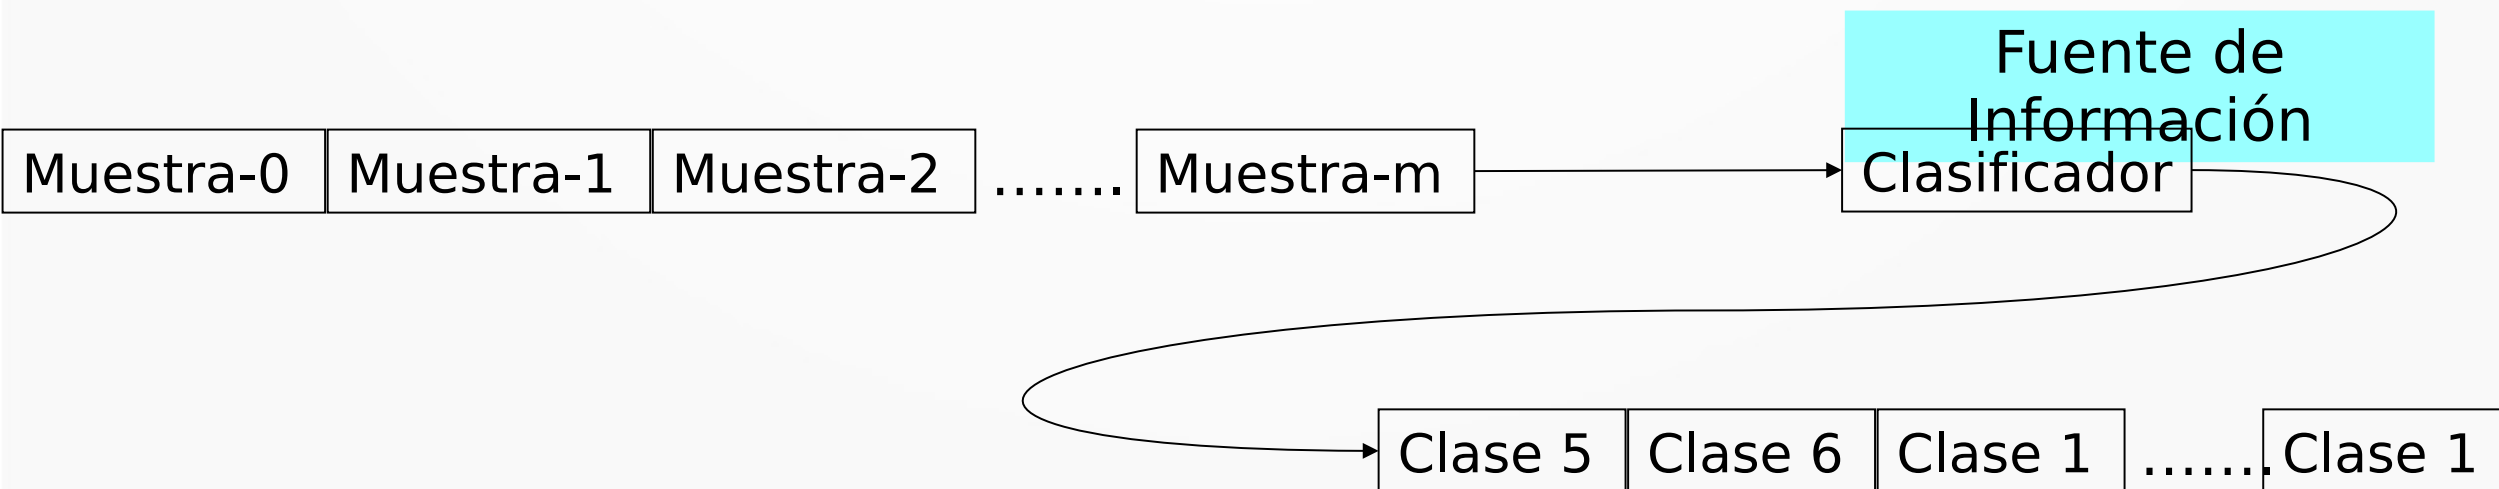 Fuente de
Información
Muestra-0 Muestra-1 Muestra-2 ....... Muestra-m Clasificador
Clase 5 Clase 6 Clase 1 ....... Clase 1